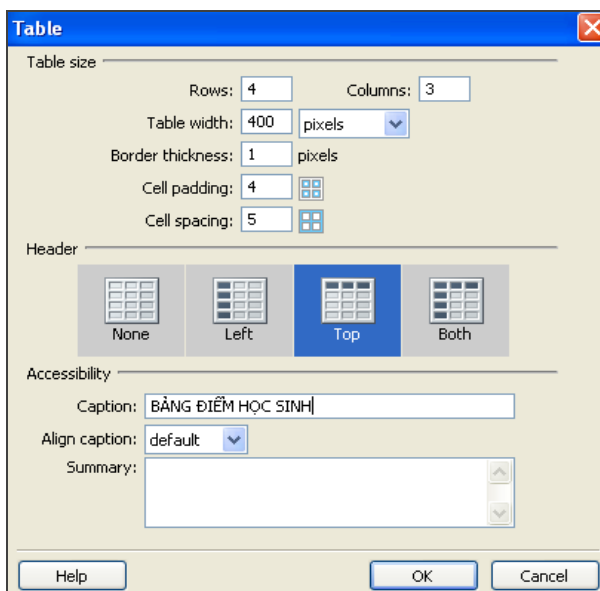 Table
Table size
Rows: 4 Columns: 3
Table width: 400 pixels
Border thickness: 1 pixels
Cell padding: 4
Cell spacing: 5
Header
None Left Top Both
Accessibility
Caption: BẢNG ĐIỂM HỌC SINH
Align caption: default
Summary:
Help OK Cancel